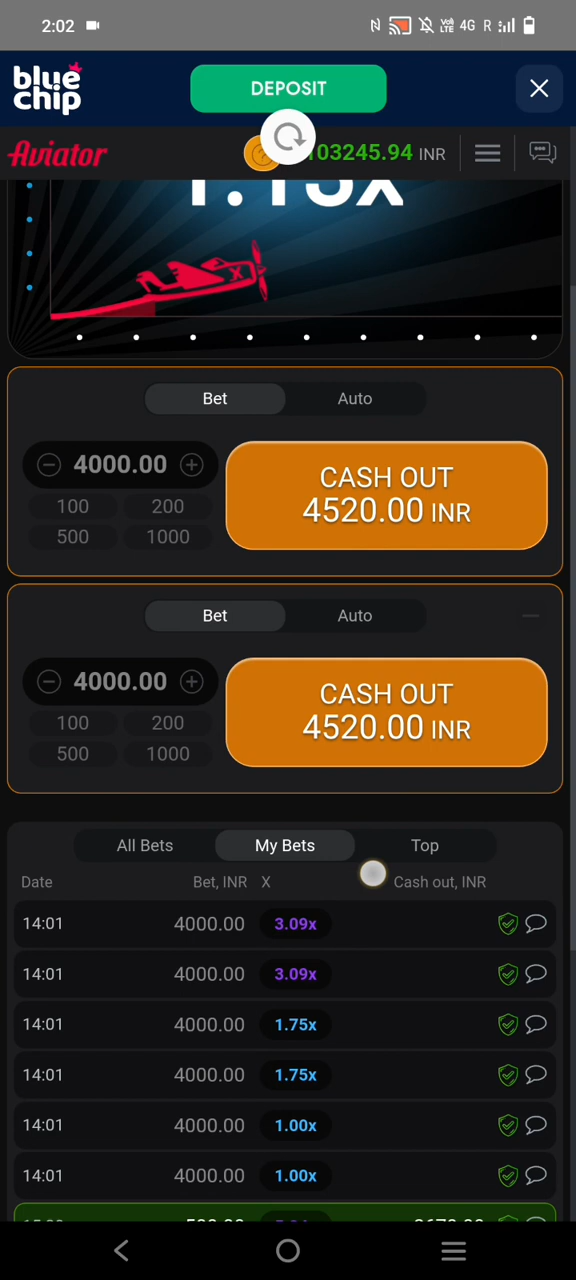 2:02 VoI LTE 4G R
blue chip
DEPOSIT
Aviator 103245.94 INR
1.13x
Bet Auto
4000.00
100 200
500 1000
CASH OUT
4520.00 INR
Bet Auto
4000.00
100 200
500 1000
CASH OUT
4520.00 INR
All Bets My Bets Top
Date Bet, INR X Cash out, INR
14:01 4000.00 3.09x
14:01 4000.00 3.09x
14:01 4000.00 1.75x
14:01 4000.00 1.75x
14:01 4000.00 1.00x
14:01 4000.00 1.00x